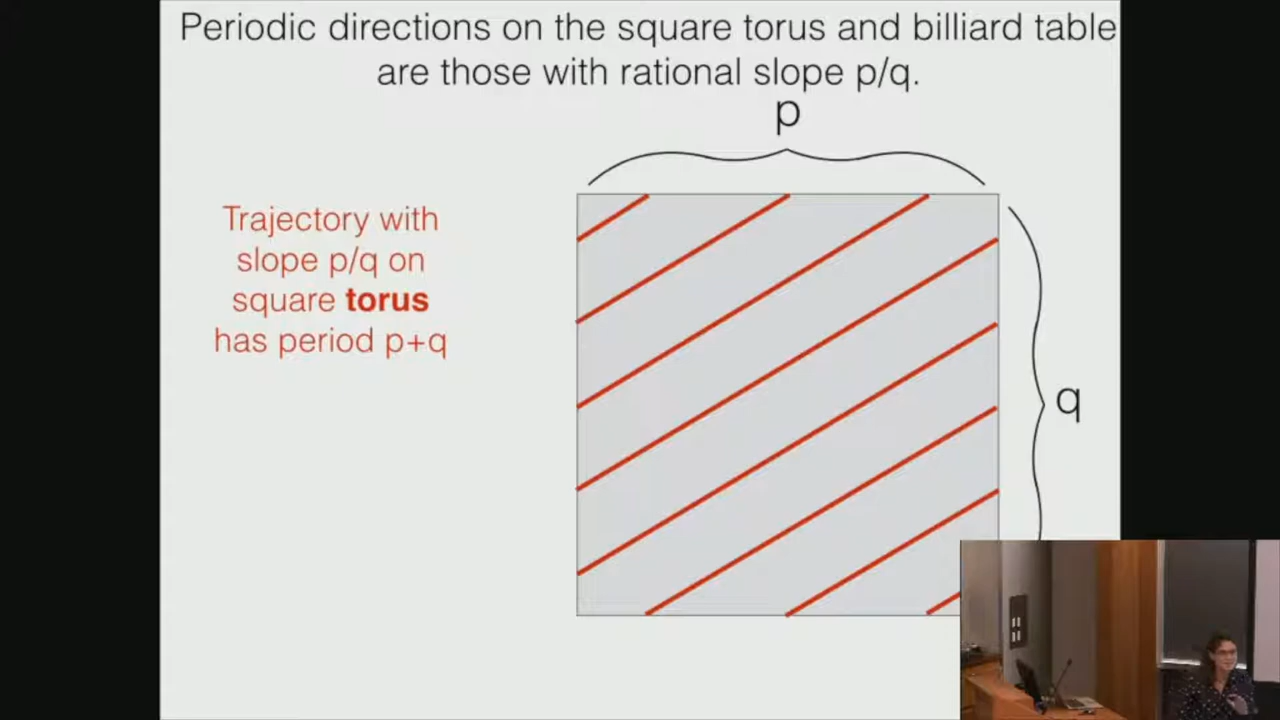 Periodic directions on the square torus and billiard table
are those with rational slope p/q.
p
Trajectory with
slope p/q on
square torus
has period p+q
q